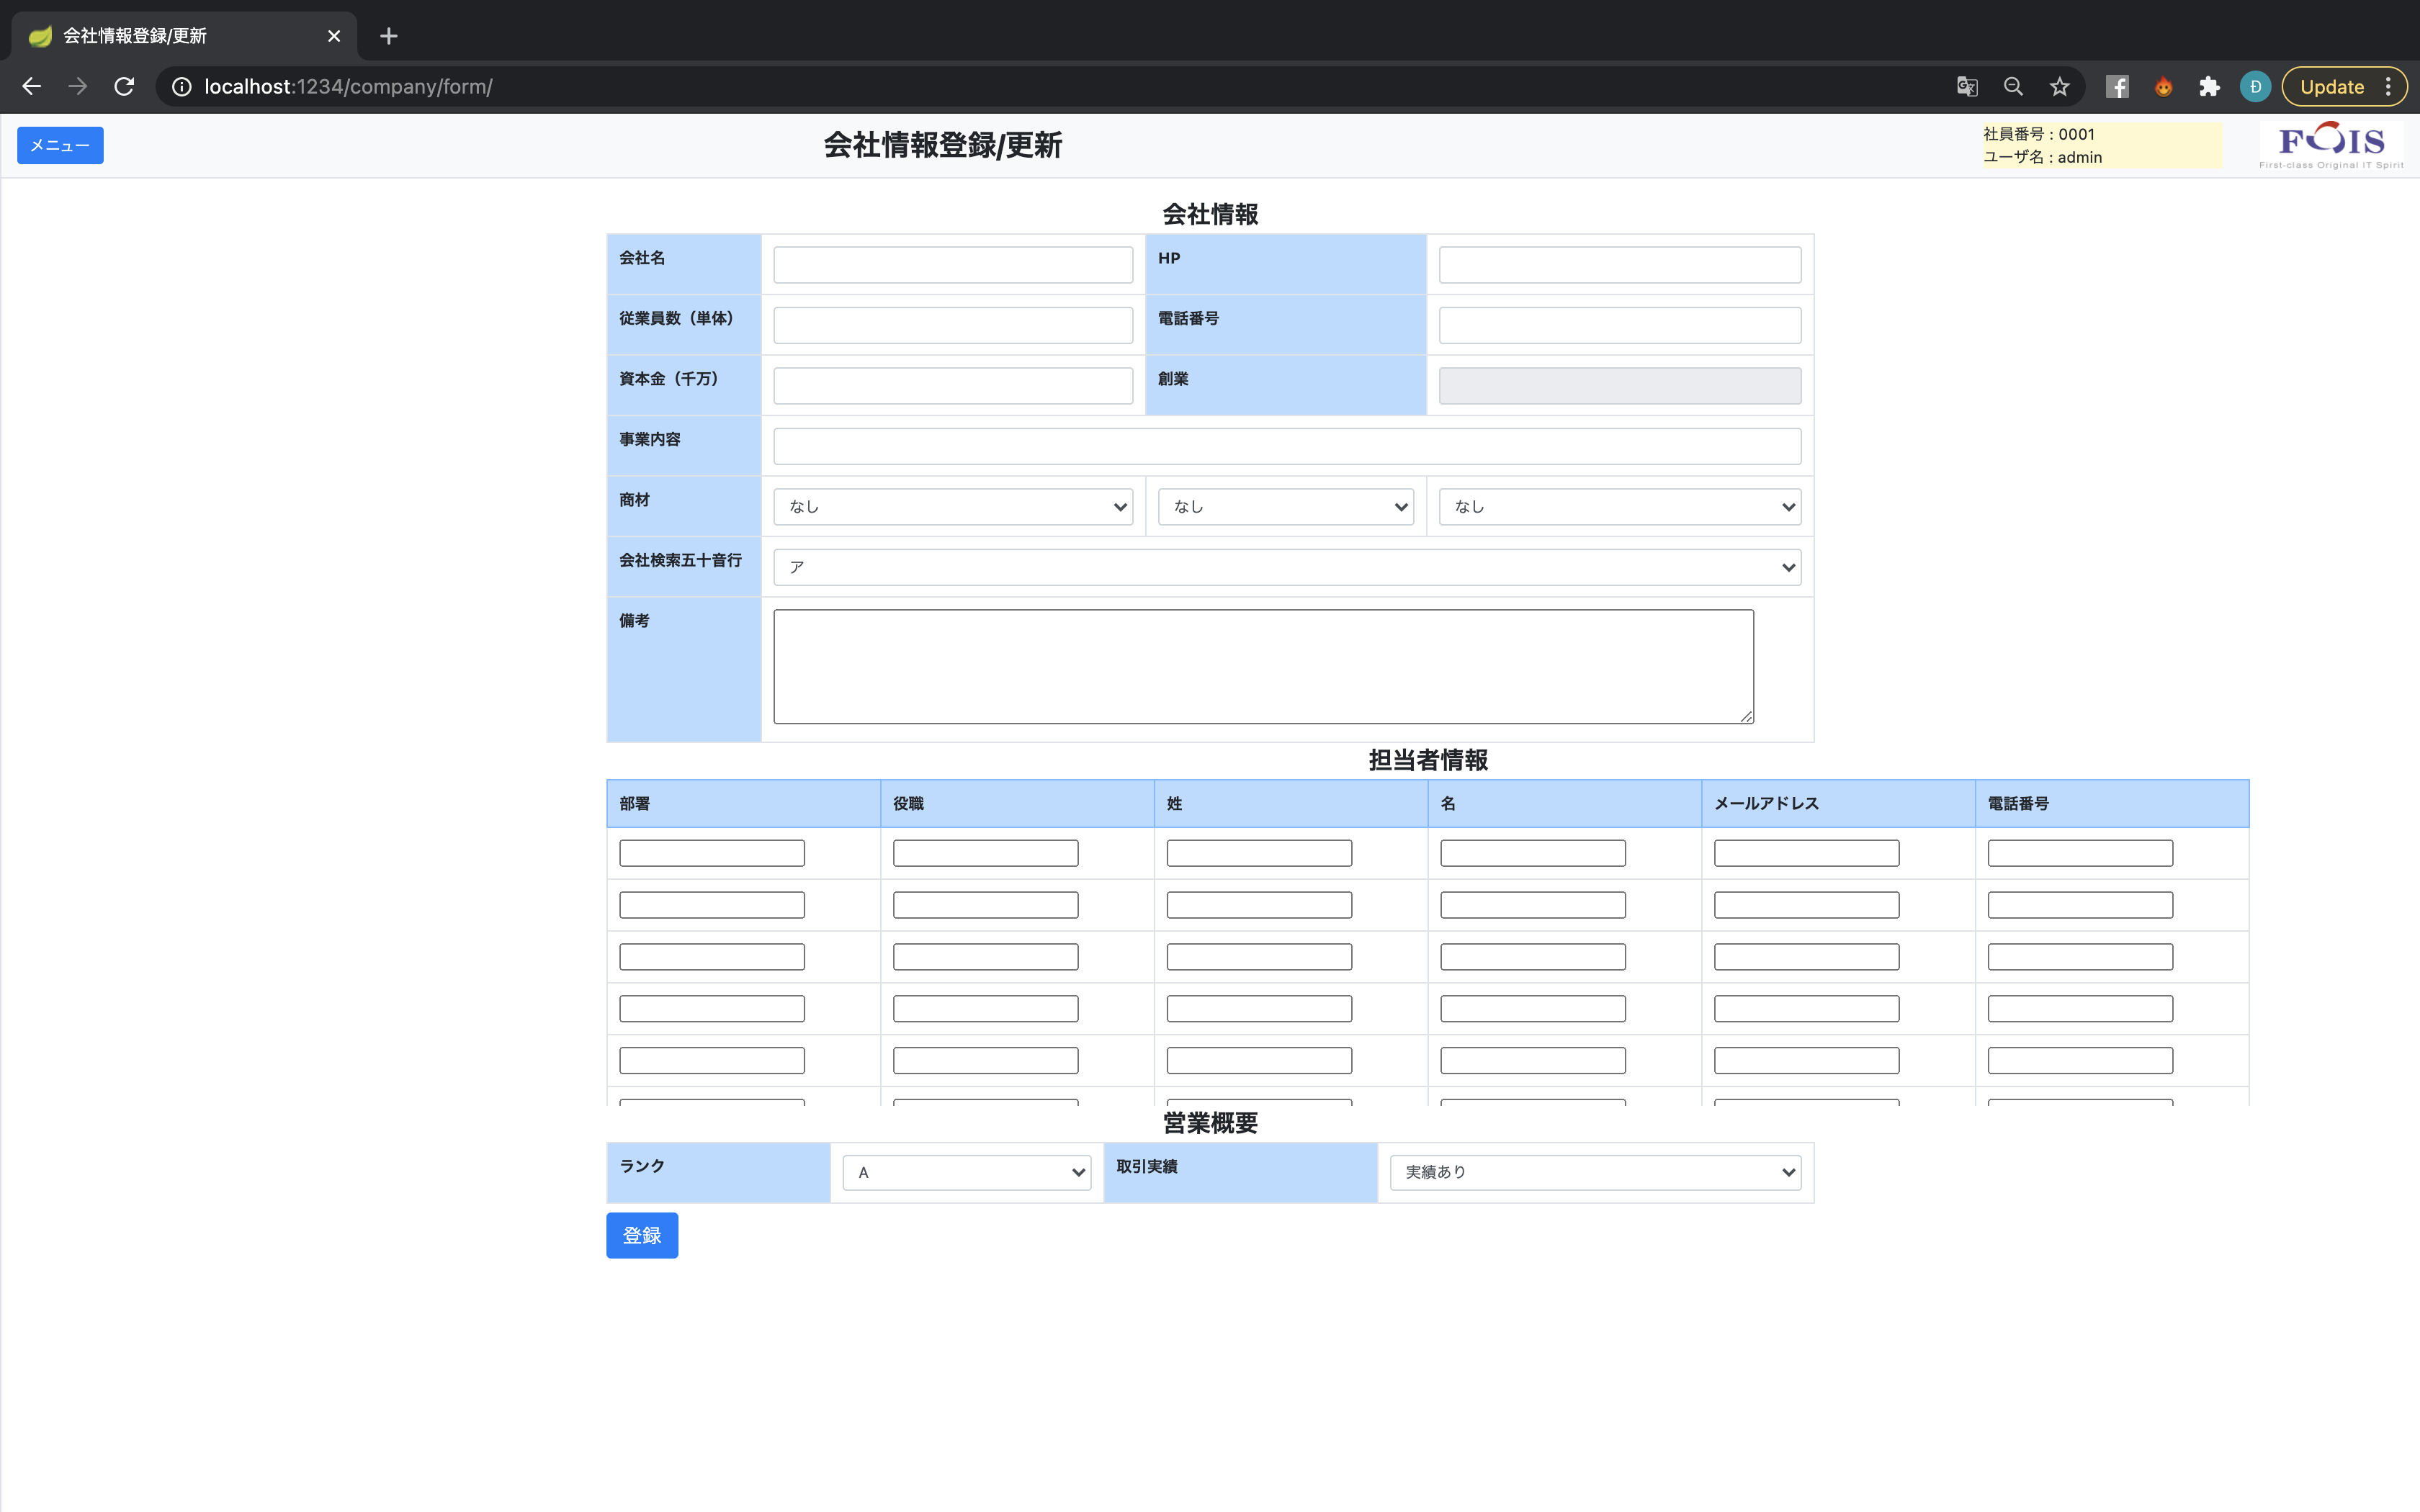 会社情報登録/更新
localhost:1234/company/form/
Đ
Update
メニュー
会社情報登録/更新
社員番号 : 0001
ユーザ名 : admin
FOIS
First-class Original IT Spirit
会社情報
会社名
HP
従業員数（単体）
電話番号
資本金（千万）
創業
事業内容
商材
なし
なし
なし
会社検索五十音行
ア
備考
担当者情報
部署
役職
姓
名
メールアドレス
電話番号
営業概要
ランク
A
取引実績
実績あり
登録